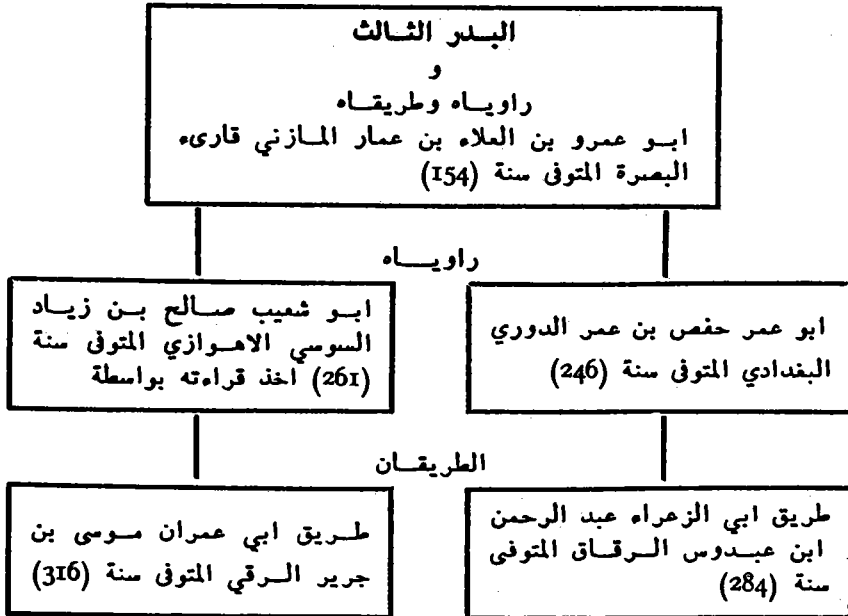 البدر الثالث
و
راوياه وطريقاه
ابو عمرو بن العلاء بن عمار المازني قارىء
البصرة المتوفى سنة (154)
راوياه
ابو عمر حفص بن عمر الدوري
البغدادي المتوفى سنة (246)
ابو شعيب صالح بن زياد
السوسي الاهوازي المتوفى سنة
(261) اخذ قراءته بواسطة
الطريقان
طريق ابي الزعراء عبد الرحمن
ابن عبدوس الرقاق المتوفى
سنة (284)
طريق ابي عمران موسى بن
جرير الرقي المتوفى سنة (316)